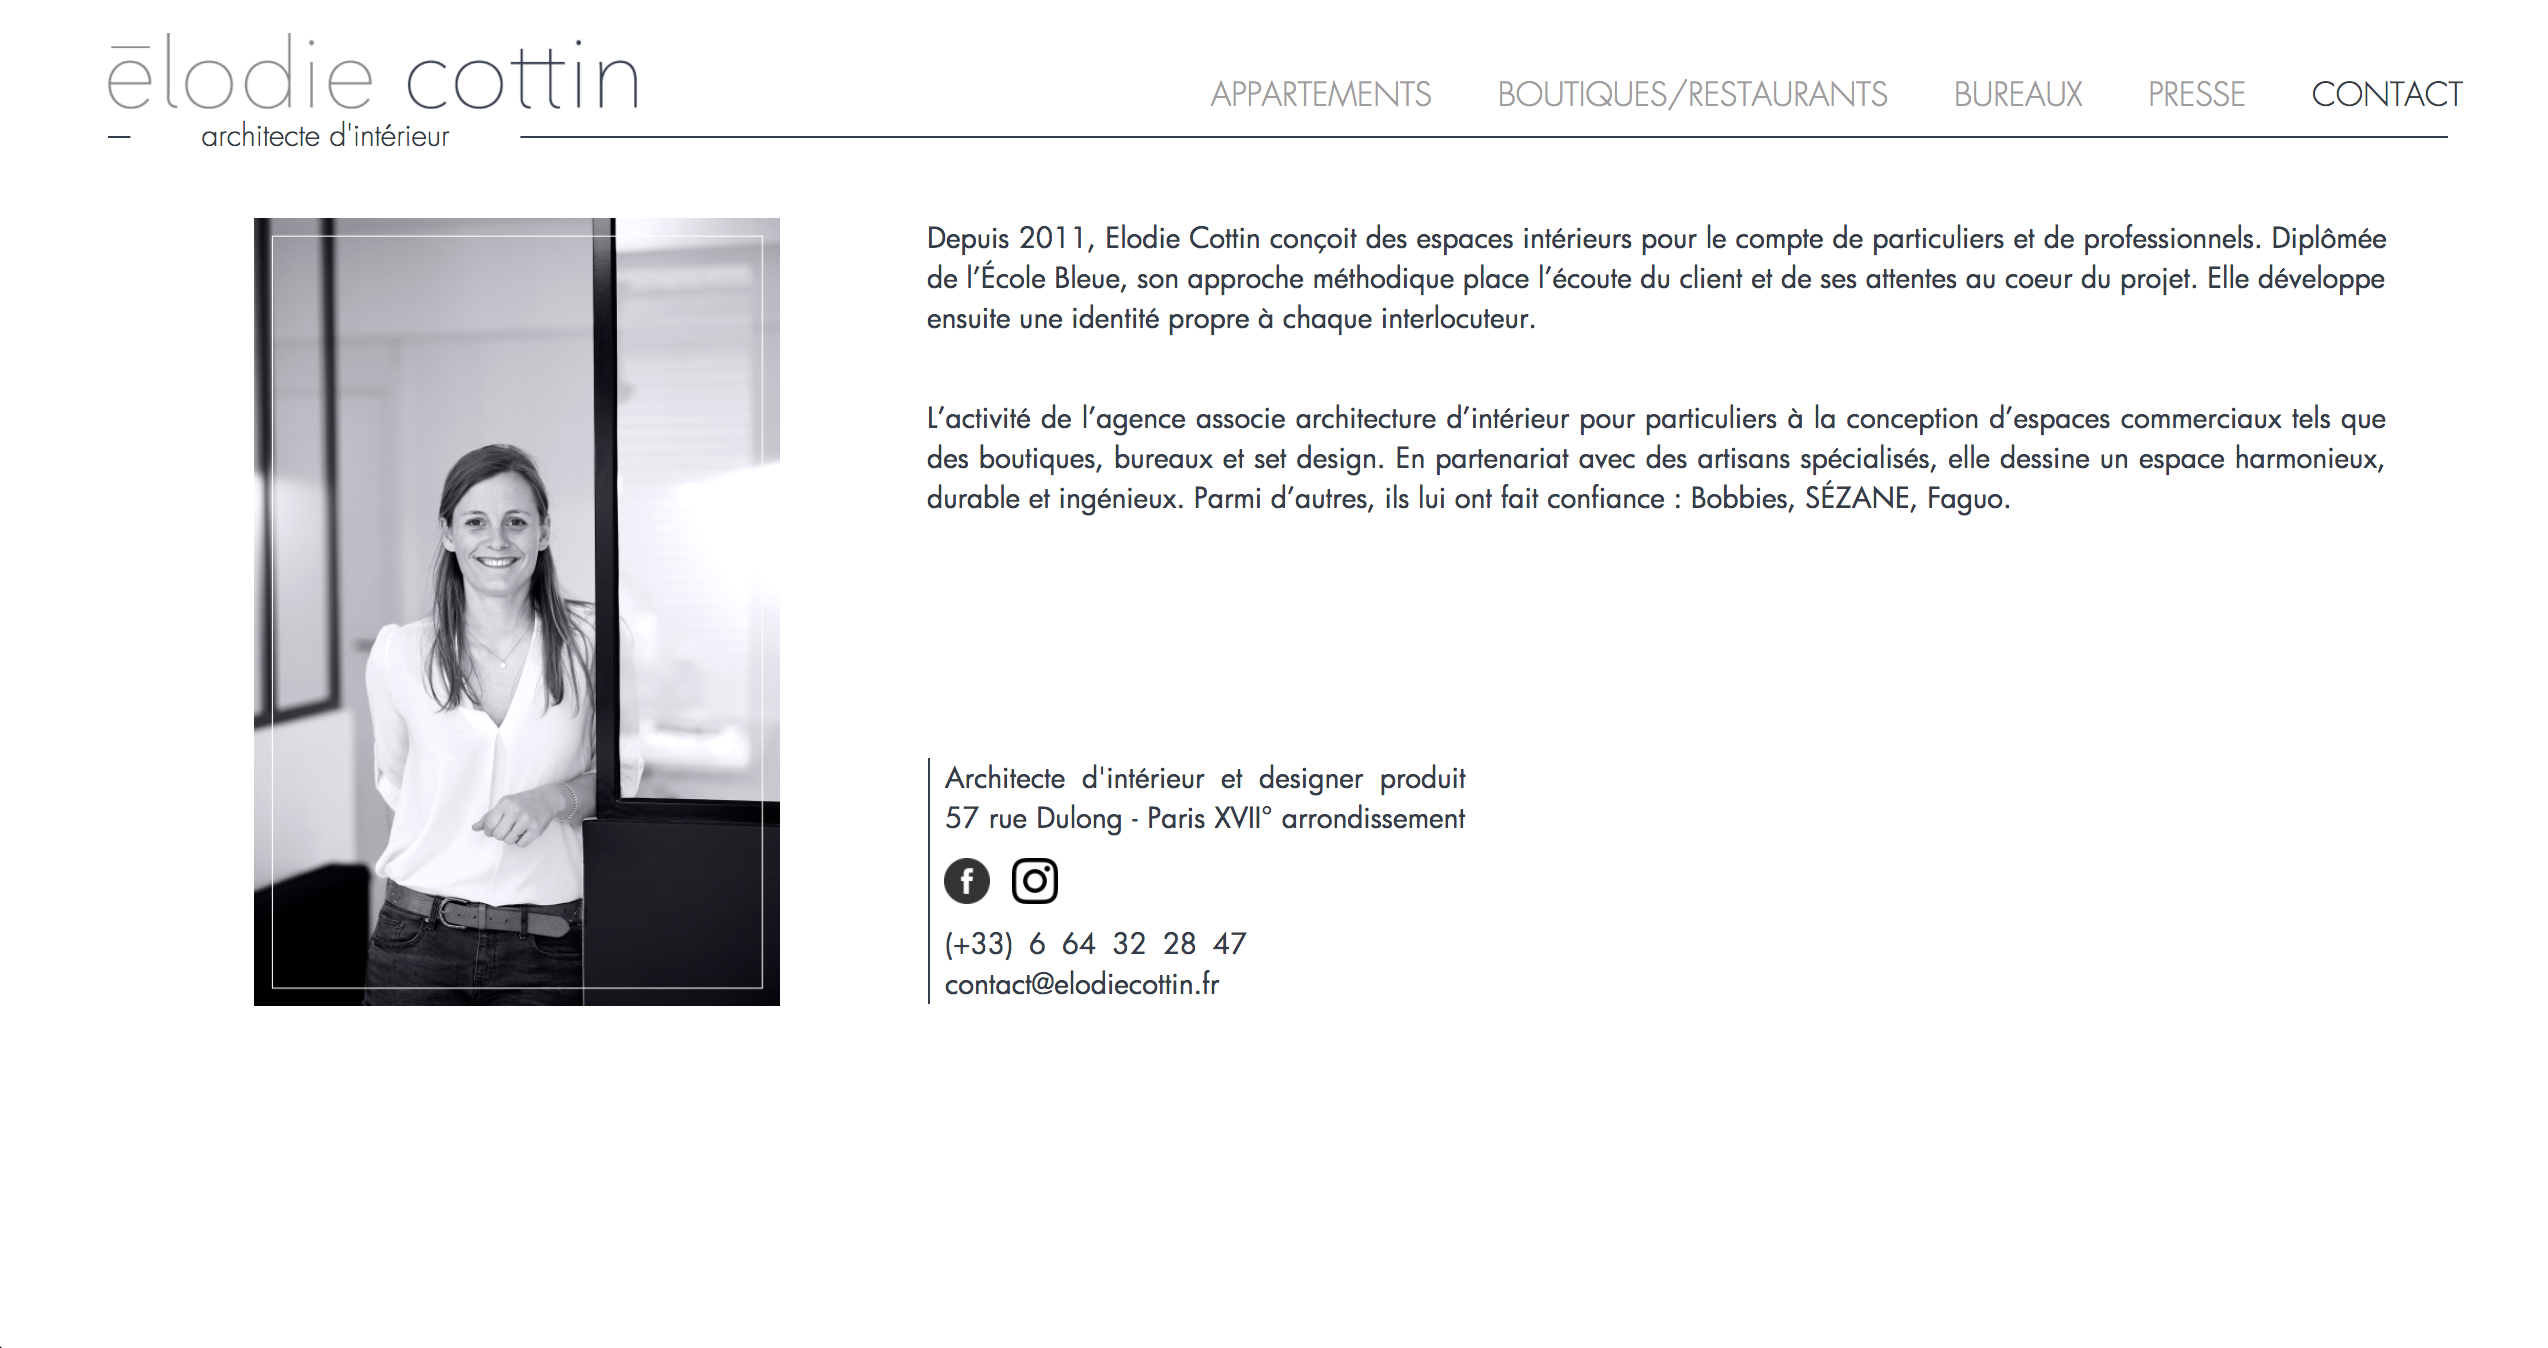 ēlodie cottin
architecte d'intérieur
APPARTEMENTS BOUTIQUES/RESTAURANTS BUREAUX PRESSE CONTACT
Depuis 2011, Elodie Cottin conçoit des espaces intérieurs pour le compte de particuliers et de professionnels. Diplômée
de l’École Bleue, son approche méthodique place l’écoute du client et de ses attentes au coeur du projet. Elle développe
ensuite une identité propre à chaque interlocuteur.
L’activité de l’agence associe architecture d’intérieur pour particuliers à la conception d’espaces commerciaux tels que
des boutiques, bureaux et set design. En partenariat avec des artisans spécialisés, elle dessine un espace harmonieux,
durable et ingénieux. Parmi d’autres, ils lui ont fait confiance : Bobbies, SÉZANE, Faguo.
Architecte d'intérieur et designer produit
57 rue Dulong - Paris XVII° arrondissement
f
(+33) 6 64 32 28 47
contact@elodiecottin.fr